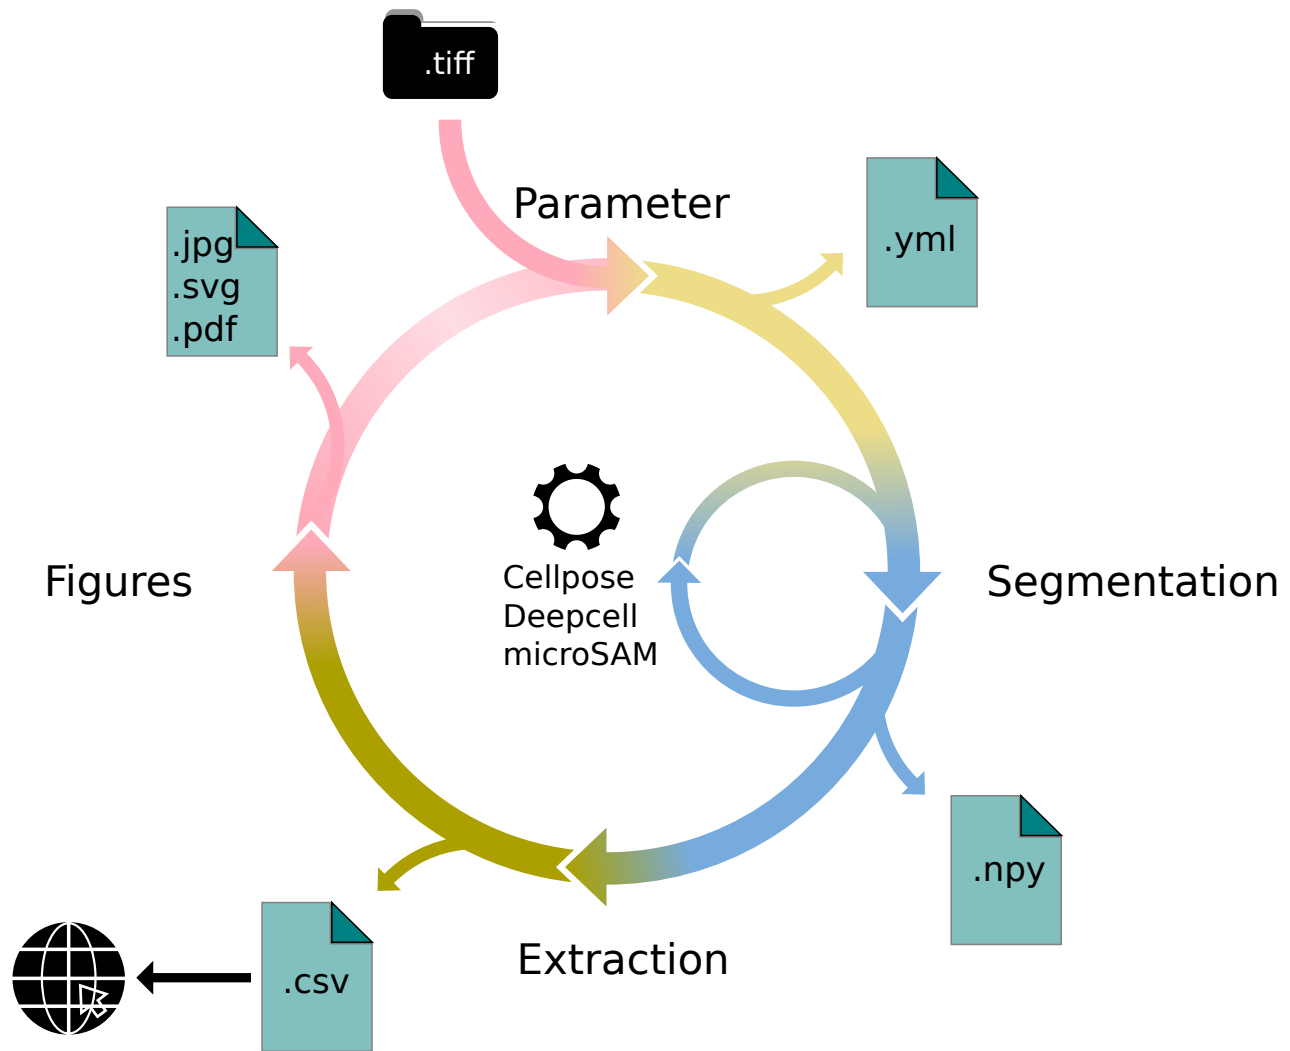 .tiff
Parameter
.yml
.jpg
.svg
.pdf
Cellpose
Deepcell
microSAM
Figures
Segmentation
.npy
Extraction
.csv